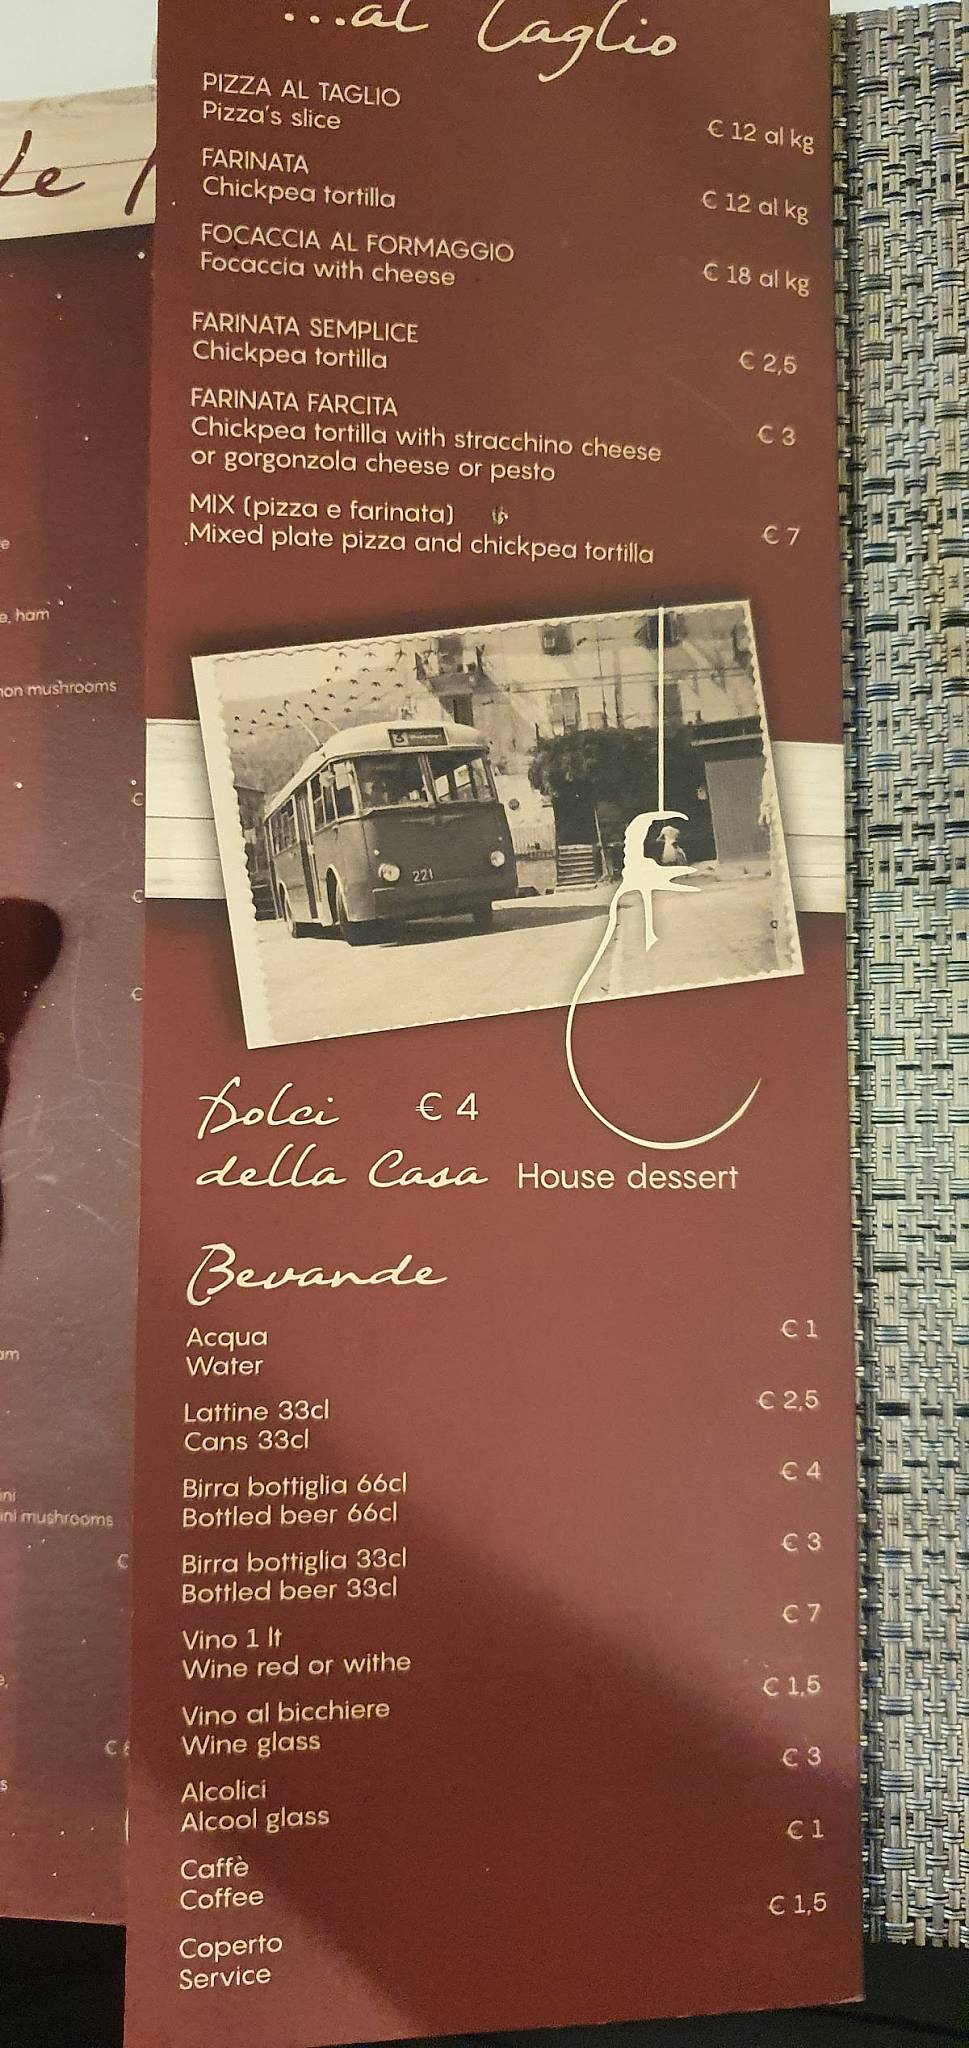 ...al taglio
PIZZA AL TAGLIO
Pizza's slice
€ 12 al kg
FARINATA
Chickpea tortilla
€ 12 al kg
FOCACCIA AL FORMAGGIO
Focaccia with cheese
€ 18 al kg
FARINATA SEMPLICE
Chickpea tortilla
€ 2,5
FARINATA FARCITA
Chickpea tortilla with stracchino cheese
or gorgonzola cheese or pesto
€ 3
MIX (pizza e farinata)
Mixed plate pizza and chickpea tortilla
€ 7
3
221
Dolci € 4
della Casa House dessert
Bevande
Acqua
Water
€ 1
Lattine 33cl
Cans 33cl
€ 2,5
Birra bottiglia 66cl
Bottled beer 66cl
€ 4
Birra bottiglia 33cl
Bottled beer 33cl
€ 3
Vino 1 lt
Wine red or withe
€ 7
Vino al bicchiere
Wine glass
€ 1,5
Alcolici
Alcool glass
€ 3
Caffè
Coffee
€ 1
Coperto
Service
€ 1,5
Le
ham
mushrooms
€
€
€
mushrooms
€
€